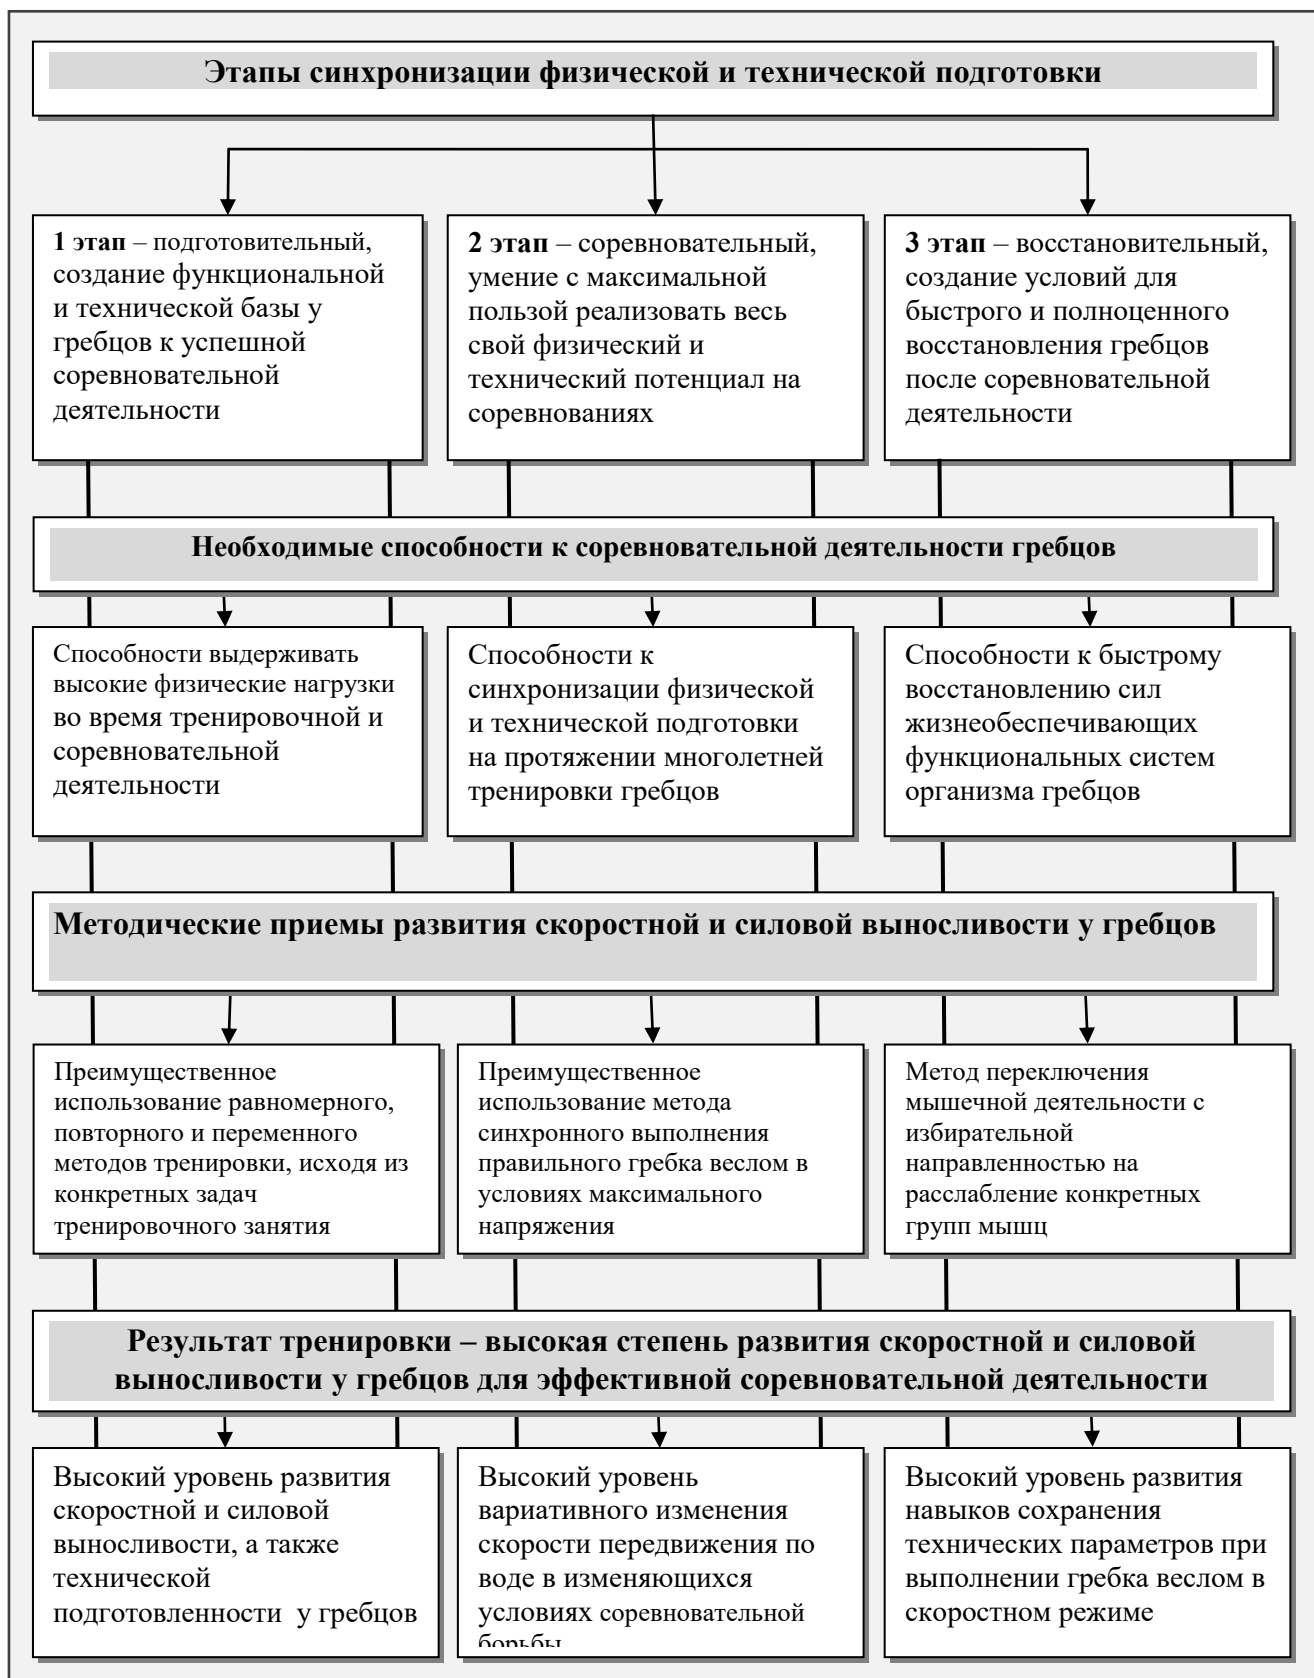 Этапы синхронизации физической и технической подготовки
1 этап – подготовительный,
создание функциональной
и технической базы у
гребцов к успешной
соревновательной
деятельности
2 этап – соревновательный,
умение с максимальной
пользой реализовать весь
свой физический и
технический потенциал на
соревнованиях
3 этап – восстановительный,
создание условий для
быстрого и полноценного
восстановления гребцов
после соревновательной
деятельности
Необходимые способности к соревновательной деятельности гребцов
Способности выдерживать
высокие физические нагрузки
во время тренировочной и
соревновательной
деятельности
Способности к
синхронизации физической
и технической подготовки
на протяжении многолетней
тренировки гребцов
Способности к быстрому
восстановлению сил
жизнеобеспечивающих
функциональных систем
организма гребцов
Методические приемы развития скоростной и силовой выносливости у гребцов
Преимущественное
использование равномерного,
повторного и переменного
методов тренировки, исходя из
конкретных задач
тренировочного занятия
Преимущественное
использование метода
синхронного выполнения
правильного гребка веслом в
условиях максимального
напряжения
Метод переключения
мышечной деятельности с
избирательной
направленностью на
расслабление конкретных
групп мышц
Результат тренировки – высокая степень развития скоростной и силовой
выносливости у гребцов для эффективной соревновательной деятельности
Высокий уровень развития
скоростной и силовой
выносливости, а также
технической
подготовленности у гребцов
Высокий уровень
вариативного изменения
скорости передвижения по
воде в изменяющихся
условиях соревновательной
борьбы
Высокий уровень развития
навыков сохранения
технических параметров при
выполнении гребка веслом в
скоростном режиме